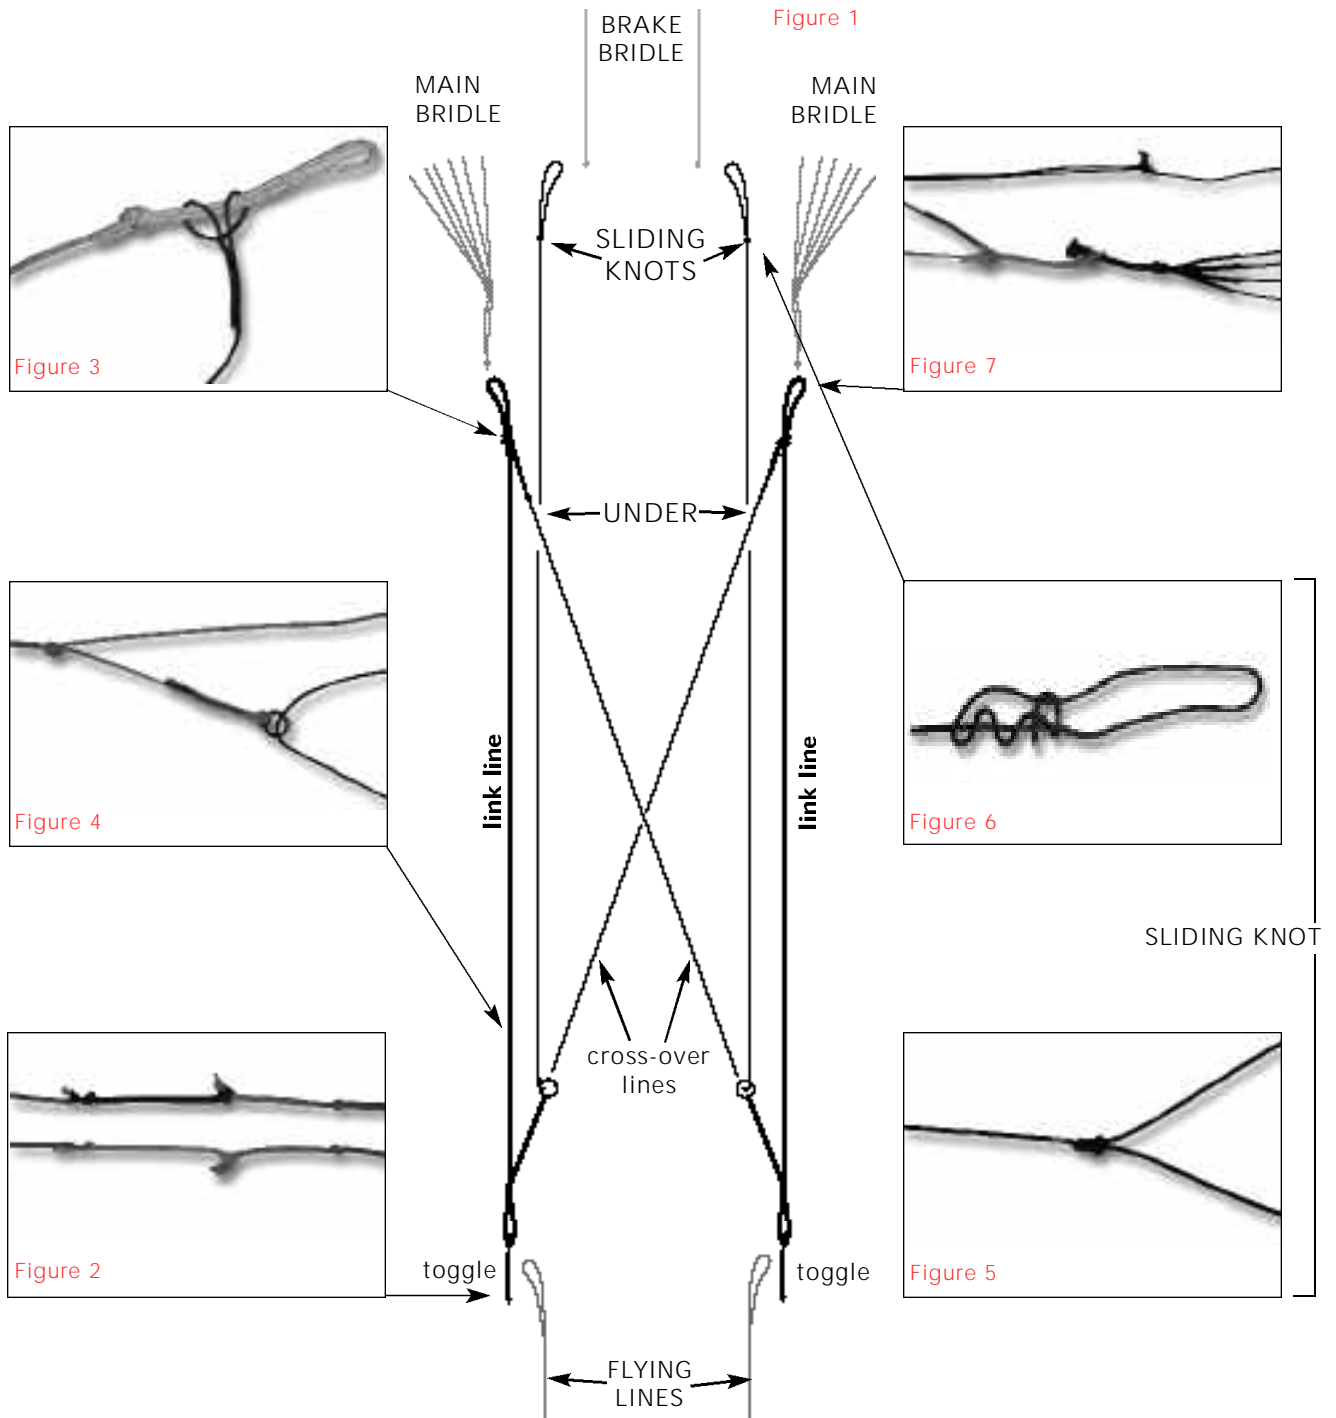 Figure 1
BRAKE
BRIDLE
MAIN
BRIDLE
MAIN
BRIDLE
SLIDING
KNOTS
Figure 3
Figure 7
UNDER
link line
link line
Figure 4
Figure 6
SLIDING KNOT
cross-over
lines
Figure 2
toggle
toggle
Figure 5
FLYING
LINES